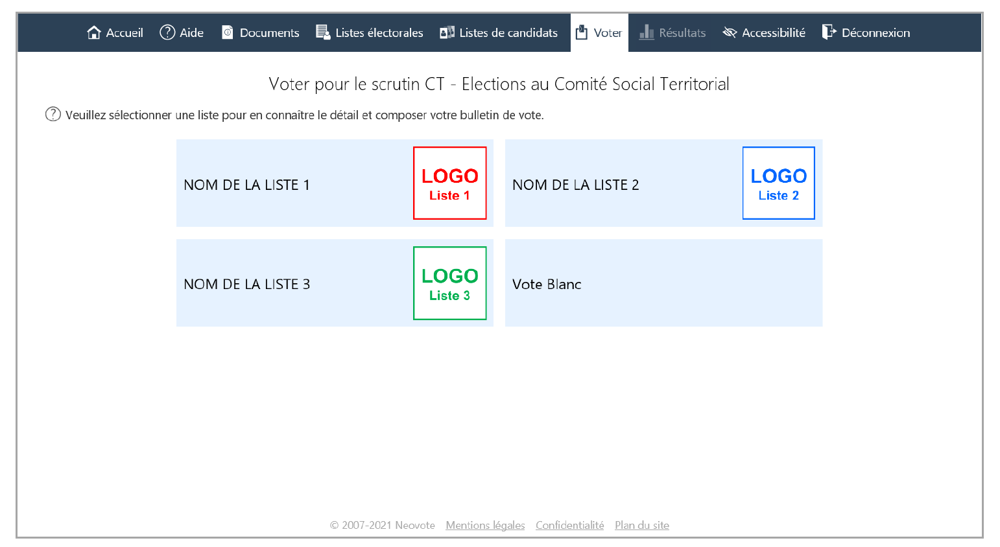 Accueil Aide Documents Listes électorales Listes de candidats Voter Résultats Accessibilité Déconnexion
Voter pour le scrutin CT - Elections au Comité Social Territorial
Veuillez sélectionner une liste pour en connaître le détail et composer votre bulletin de vote.
NOM DE LA LISTE 1
LOGO
Liste 1
NOM DE LA LISTE 2
LOGO
Liste 2
NOM DE LA LISTE 3
LOGO
Liste 3
Vote Blanc
© 2007-2021 Neovote Mentions légales Confidentialité Plan du site